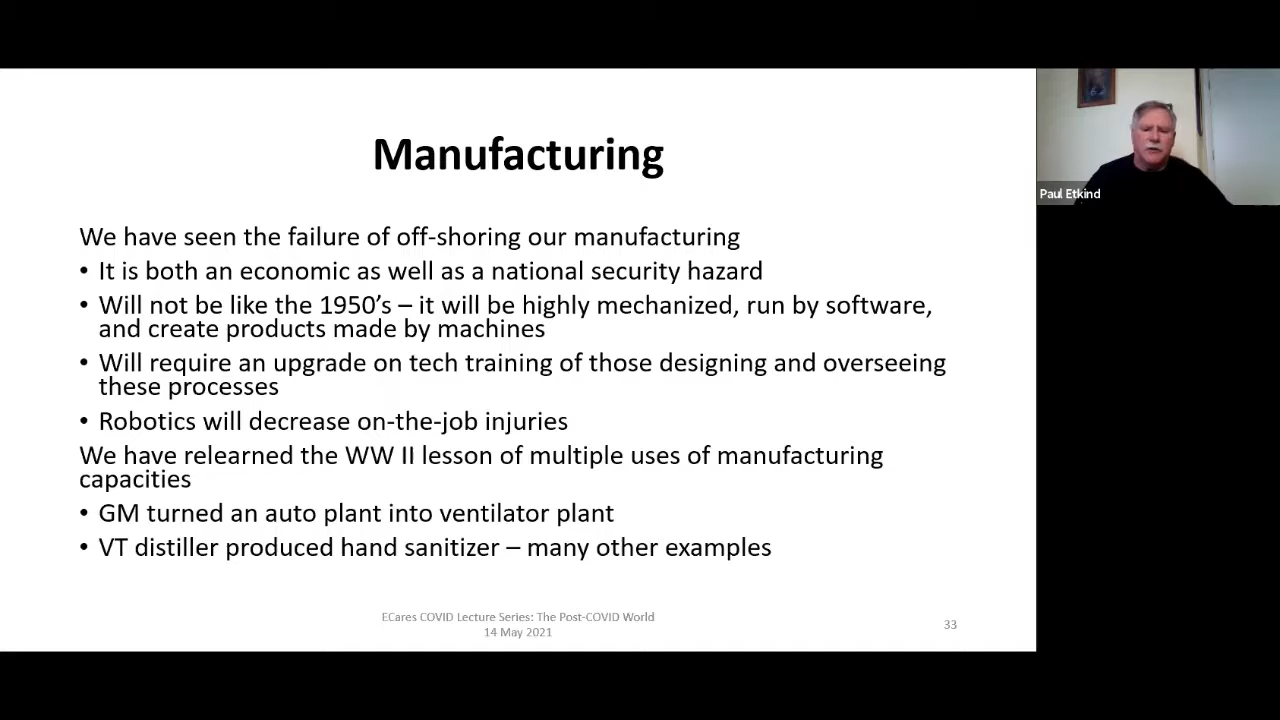 Manufacturing
We have seen the failure of off-shoring our manufacturing
• It is both an economic as well as a national security hazard
• Will not be like the 1950's – it will be highly mechanized, run by software,
and create products made by machines
• Will require an upgrade on tech training of those designing and overseeing
these processes
• Robotics will decrease on-the-job injuries
We have relearned the WW II lesson of multiple uses of manufacturing
capacities
• GM turned an auto plant into ventilator plant
• VT distiller produced hand sanitizer – many other examples
ECares COVID Lecture Series: The Post-COVID World
14 May 2021
33
Paul Etkind